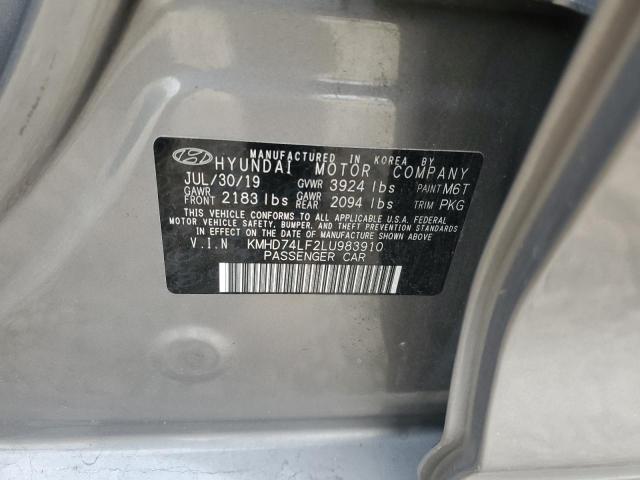 MANUFACTURED IN KOREA BY
HYUNDAI MOTOR COMPANY
JUL/30/19 GVWR 3924 lbs PAINT M6T
GAWR FRONT 2183 lbs GAWR REAR 2094 lbs TRIM PKG
THIS VEHICLE CONFORMS TO ALL APPLICABLE U.S.A. FEDERAL
MOTOR VEHICLE SAFETY, BUMPER, AND THEFT PREVENTION STANDARDS
IN EFFECT ON THE DATE OF MANUFACTURE SHOWN ABOVE.
V.I.N KMHD74LF2LU983910
PASSENGER CAR